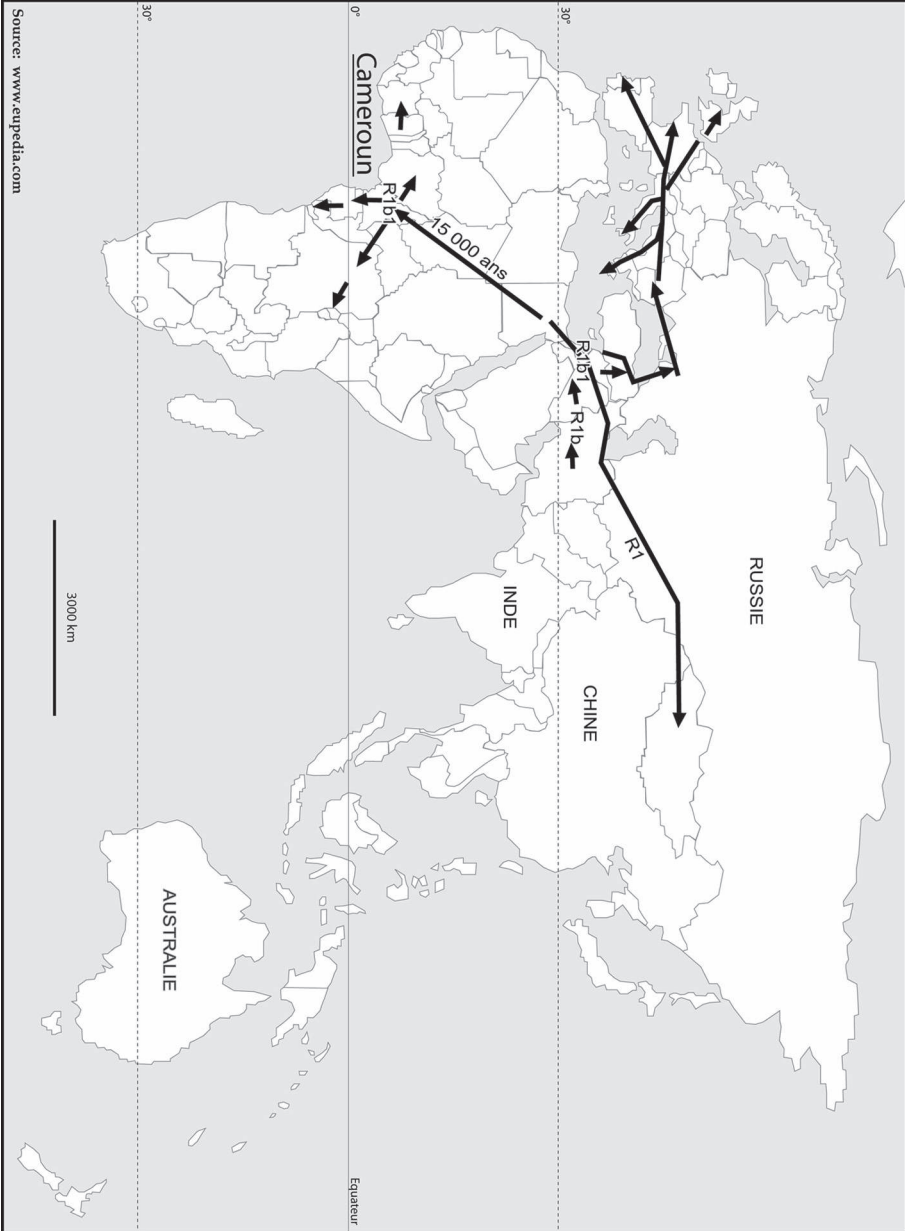 30°
0°
30°
Cameroun
R1b1
15 000 ans
R1b1
R1b
R1
RUSSIE
INDE
CHINE
AUSTRALIE
Equateur
3000 km
Source: www.eupedia.com